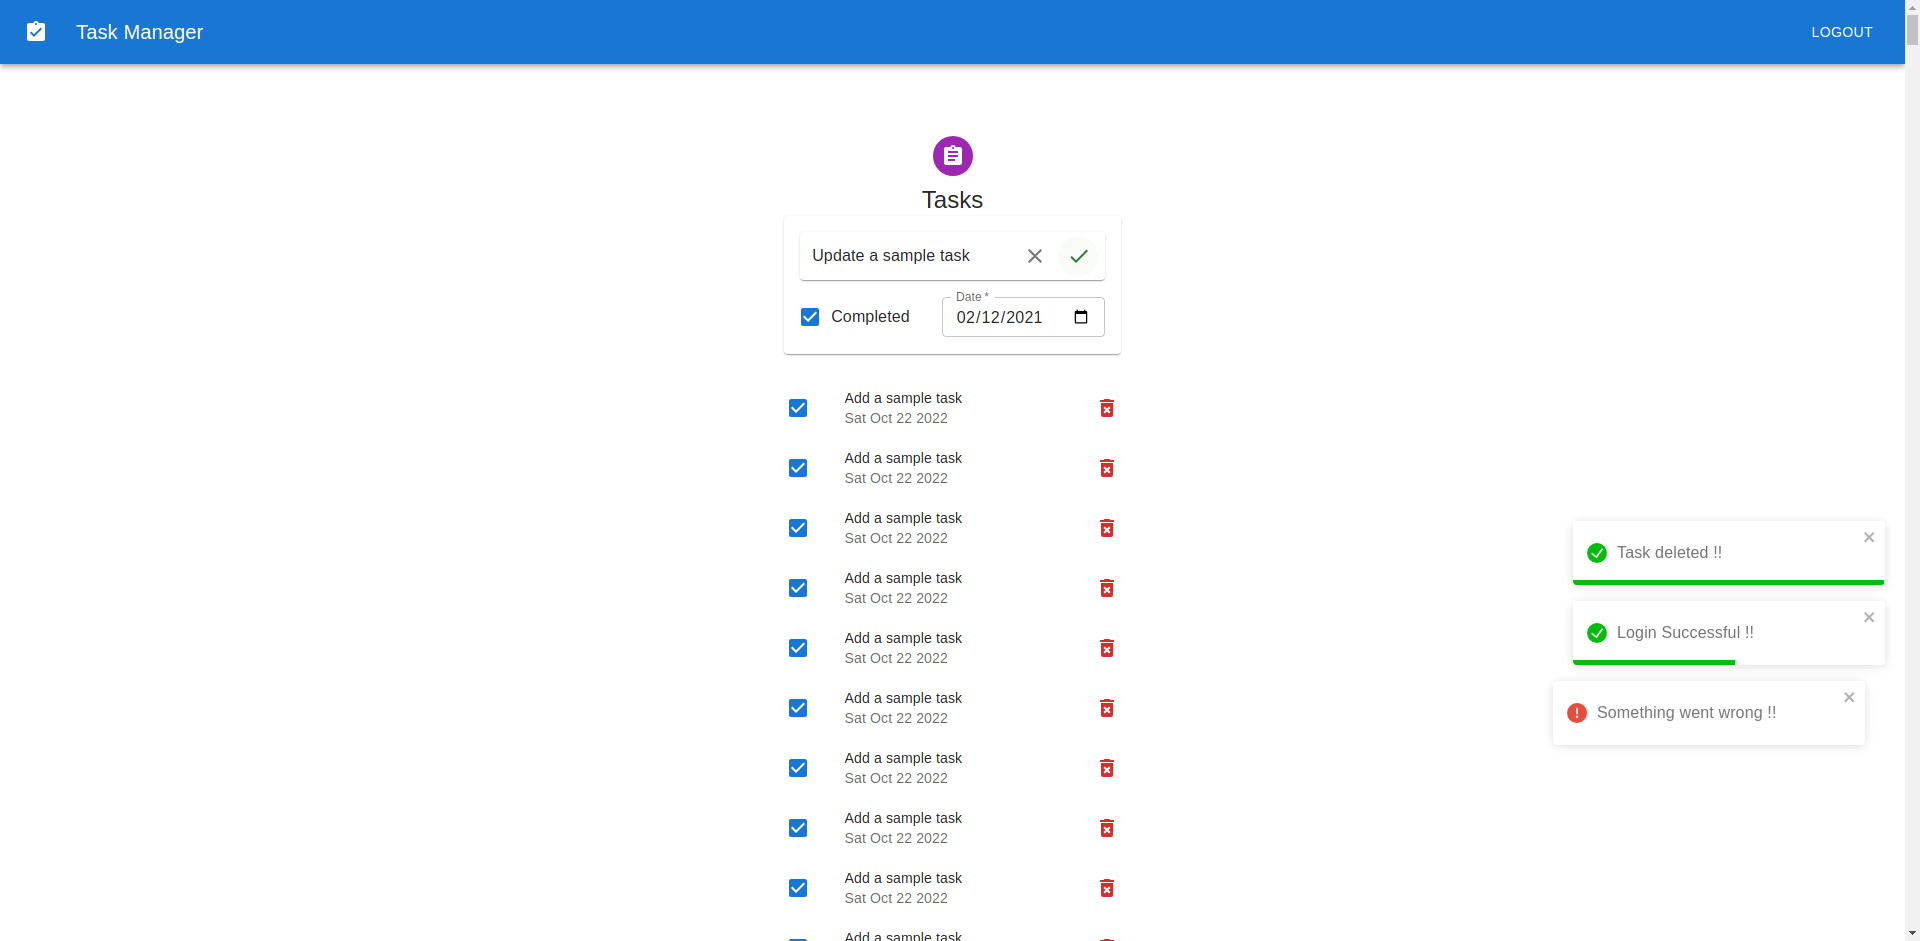 Task Manager
LOGOUT
Tasks
Update a sample task
Date *
Completed
02/12/2021
Add a sample task
Sat Oct 22 2022
Add a sample task
Sat Oct 22 2022
Add a sample task
Sat Oct 22 2022
Add a sample task
Sat Oct 22 2022
Add a sample task
Sat Oct 22 2022
Add a sample task
Sat Oct 22 2022
Add a sample task
Sat Oct 22 2022
Add a sample task
Sat Oct 22 2022
Add a sample task
Sat Oct 22 2022
Add a sample task
Task deleted !!
Login Successful !!
Something went wrong !!